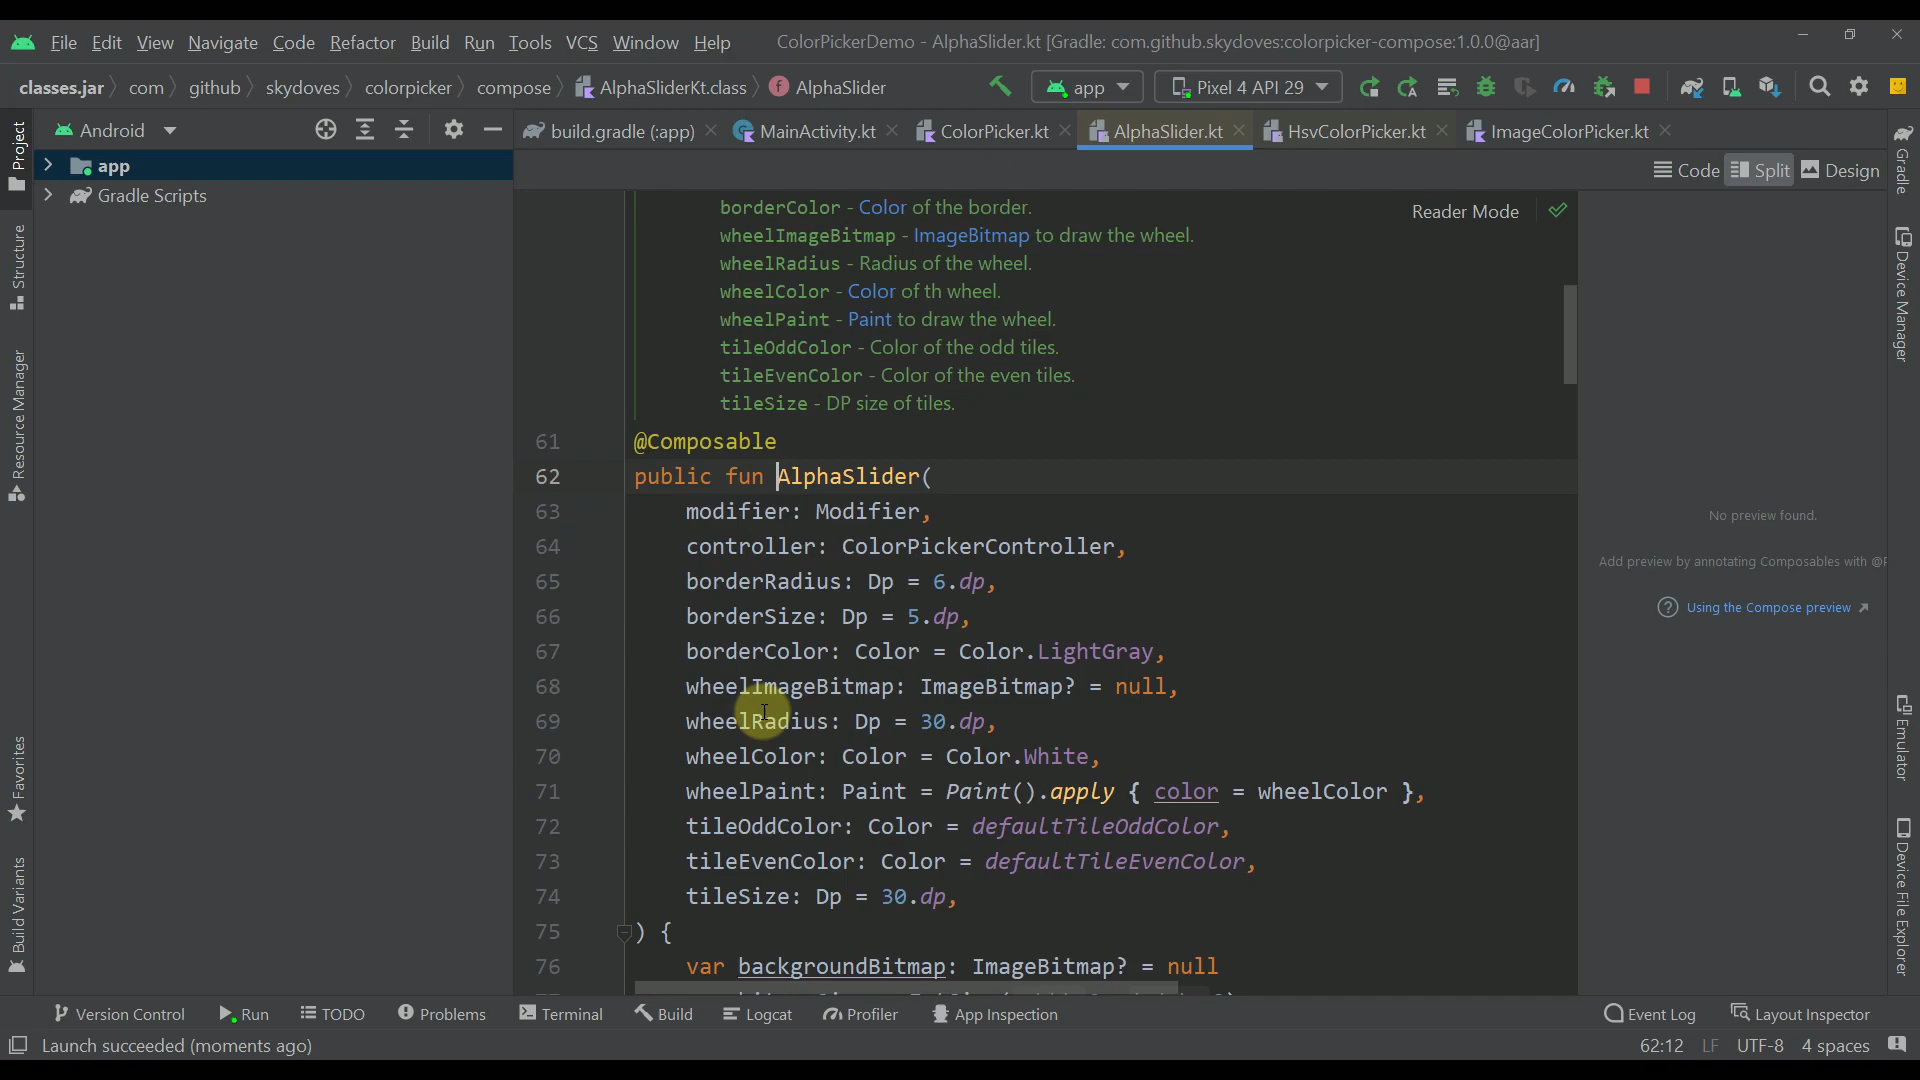 File Edit View Navigate Code Refactor Build Run Tools VCS Window Help ColorPickerDemo - AlphaSlider.kt [Gradle: com.github.skydoves:colorpicker-compose:1.0.0@aar]
classes.jar com github skydoves colorpicker compose AlphaSliderKt.class AlphaSlider app Pixel 4 API 29
Android
build.gradle (:app) MainActivity.kt ColorPicker.kt AlphaSlider.kt HsvColorPicker.kt ImageColorPicker.kt
app
Gradle Scripts
Code Split Design
Reader Mode
borderColor - Color of the border.
wheelImageBitmap - ImageBitmap to draw the wheel.
wheelRadius - Radius of the wheel.
wheelColor - Color of th wheel.
wheelPaint - Paint to draw the wheel.
tileOddColor - Color of the odd tiles.
tileEvenColor - Color of the even tiles.
tileSize - DP size of tiles.
61 @Composable
62 public fun AlphaSlider(
63 modifier: Modifier,
64 controller: ColorPickerController,
65 borderRadius: Dp = 6.dp,
66 borderSize: Dp = 5.dp,
67 borderColor: Color = Color.LightGray,
68 wheelImageBitmap: ImageBitmap? = null,
69 wheelRadius: Dp = 30.dp,
70 wheelColor: Color = Color.White,
71 wheelPaint: Paint = Paint().apply { color = wheelColor },
72 tileOddColor: Color = defaultTileOddColor,
73 tileEvenColor: Color = defaultTileEvenColor,
74 tileSize: Dp = 30.dp,
75 ) {
76 var backgroundBitmap: ImageBitmap? = null
No preview found.
Add preview by annotating Composables with @P
Using the Compose preview
Project
Structure
Resource Manager
Favorites
Build Variants
Gradle
Device Manager
Emulator
Device File Explorer
Version Control Run TODO Problems Terminal Build Logcat Profiler App Inspection Event Log Layout Inspector
Launch succeeded (moments ago) 62:12 LF UTF-8 4 spaces